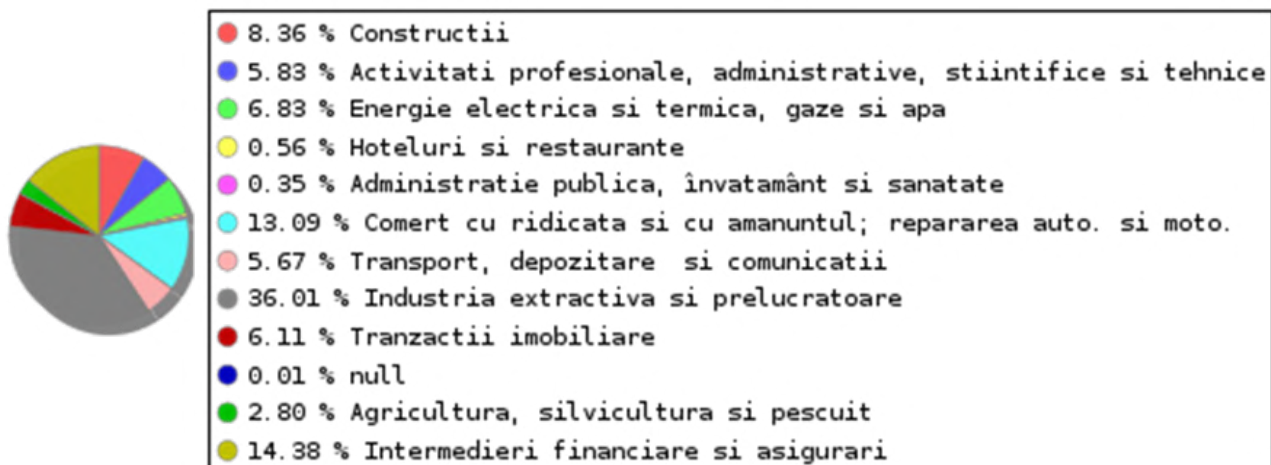 8.36 % Constructii
5.83 % Activitati profesionale, administrative, stiintifice si tehnice
6.83 % Energie electrica si termica, gaze si apa
0.56 % Hoteluri si restaurante
0.35 % Administratie publica, învatamânt si sanatate
13.09 % Comert cu ridicata si cu amanuntul; repararea auto. si moto.
5.67 % Transport, depozitare  si comunicatii
36.01 % Industria extractiva si prelucratoare
6.11 % Tranzactii imobiliare
0.01 % null
2.80 % Agricultura, silvicultura si pescuit
14.38 % Intermedieri financiare si asigurari